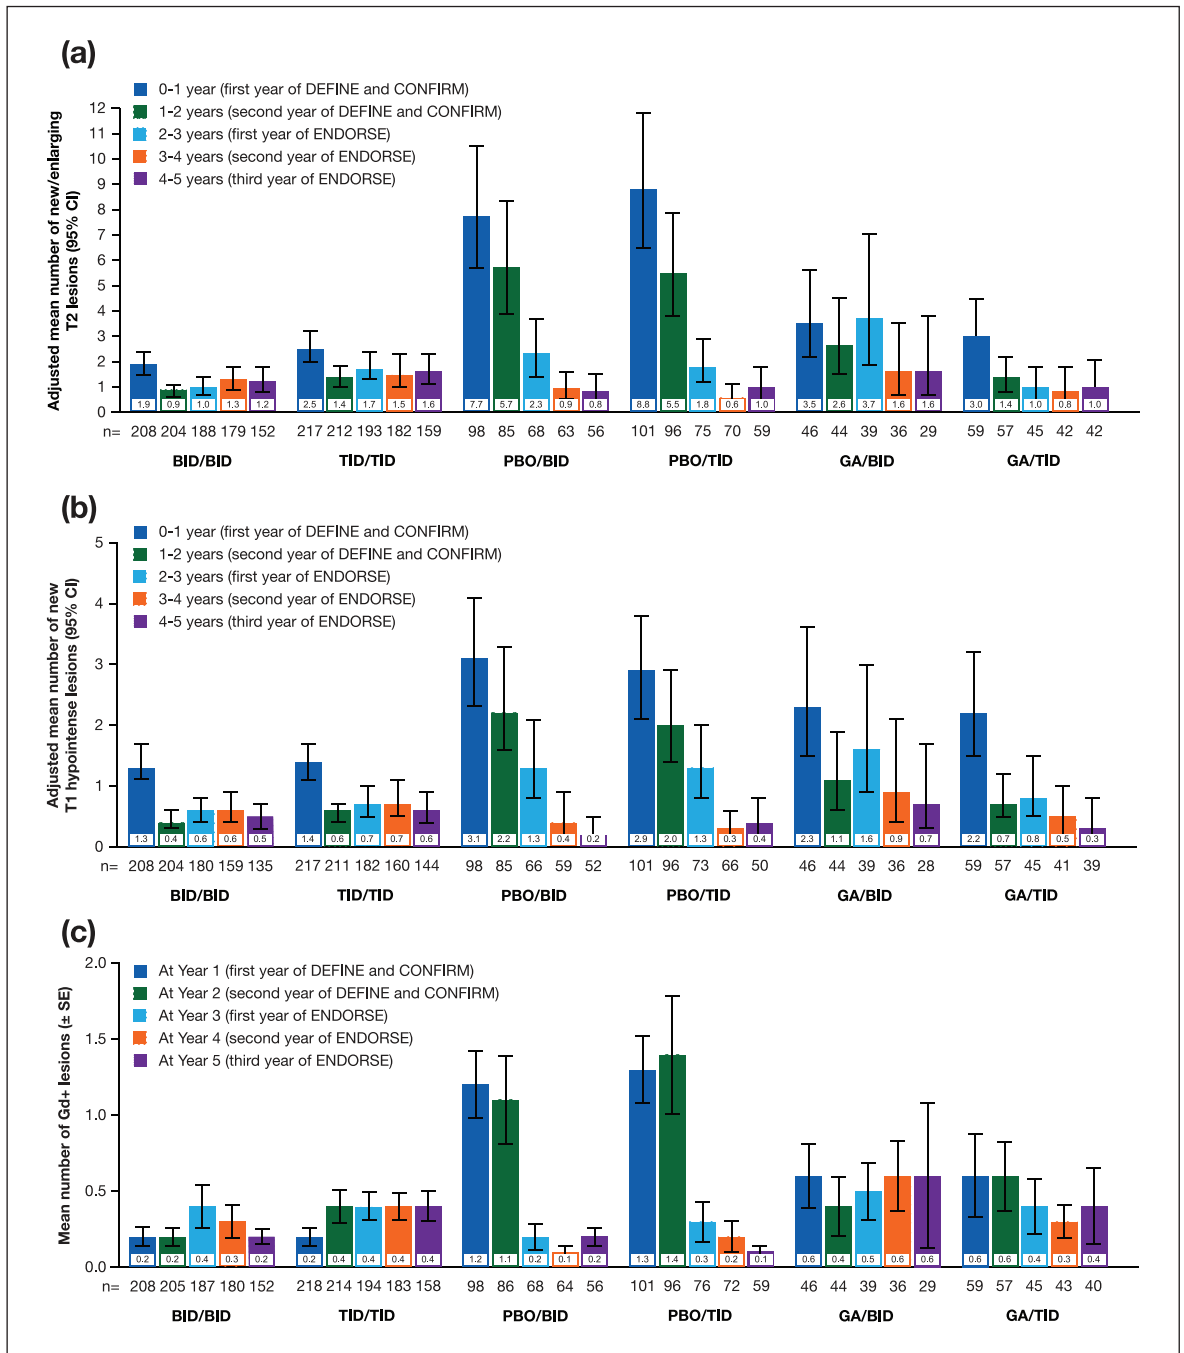 (a)
0-1 year (first year of DEFINE and CONFIRM)
1-2 years (second year of DEFINE and CONFIRM)
2-3 years (first year of ENDORSE)
3-4 years (second year of ENDORSE)
4-5 years (third year of ENDORSE)
Adjusted mean number of new/enlarging
T2 lesions (95% CI)
12
11
10
9
8
7
6
5
4
3
2
1
0
1.9 0.9 1.0 1.3 1.2 2.5 1.4 1.7 1.5 1.6 7.7 5.7 2.3 0.9 0.8 8.8 5.5 1.8 0.6 1.0 3.5 2.6 3.7 1.6 1.6 3.0 1.4 1.0 0.8 1.0
n= 208 204 188 179 152 217 212 193 182 159 98 85 68 63 56 101 96 75 70 59 46 44 39 36 29 59 57 45 42 42
BID/BID TID/TID PBO/BID PBO/TID GA/BID GA/TID
(b)
0-1 year (first year of DEFINE and CONFIRM)
1-2 years (second year of DEFINE and CONFIRM)
2-3 years (first year of ENDORSE)
3-4 years (second year of ENDORSE)
4-5 years (third year of ENDORSE)
Adjusted mean number of new
T1 hypointense lesions (95% CI)
5
4
3
2
1
0
1.3 0.4 0.6 0.6 0.5 1.4 0.6 0.7 0.7 0.6 3.1 2.2 1.3 0.4 0.2 2.9 2.0 1.3 0.3 0.4 2.3 1.1 1.6 0.9 0.7 2.2 0.7 0.8 0.5 0.3
n= 208 204 180 159 135 217 211 182 160 144 98 85 66 59 52 101 96 73 66 50 46 44 39 36 28 59 57 45 41 39
BID/BID TID/TID PBO/BID PBO/TID GA/BID GA/TID
(c)
At Year 1 (first year of DEFINE and CONFIRM)
At Year 2 (second year of DEFINE and CONFIRM)
At Year 3 (first year of ENDORSE)
At Year 4 (second year of ENDORSE)
At Year 5 (third year of ENDORSE)
Mean number of Gd+ lesions (± SE)
2.0
1.5
1.0
0.5
0.0
0.2 0.2 0.4 0.3 0.2 0.2 0.4 0.4 0.4 0.4 1.2 1.1 0.2 0.1 0.2 1.3 1.4 0.3 0.2 0.1 0.6 0.4 0.5 0.6 0.6 0.6 0.6 0.4 0.3 0.4
n= 208 205 187 180 152 218 214 194 183 158 98 86 68 64 56 101 96 76 72 59 46 44 39 36 29 59 57 45 43 40
BID/BID TID/TID PBO/BID PBO/TID GA/BID GA/TID